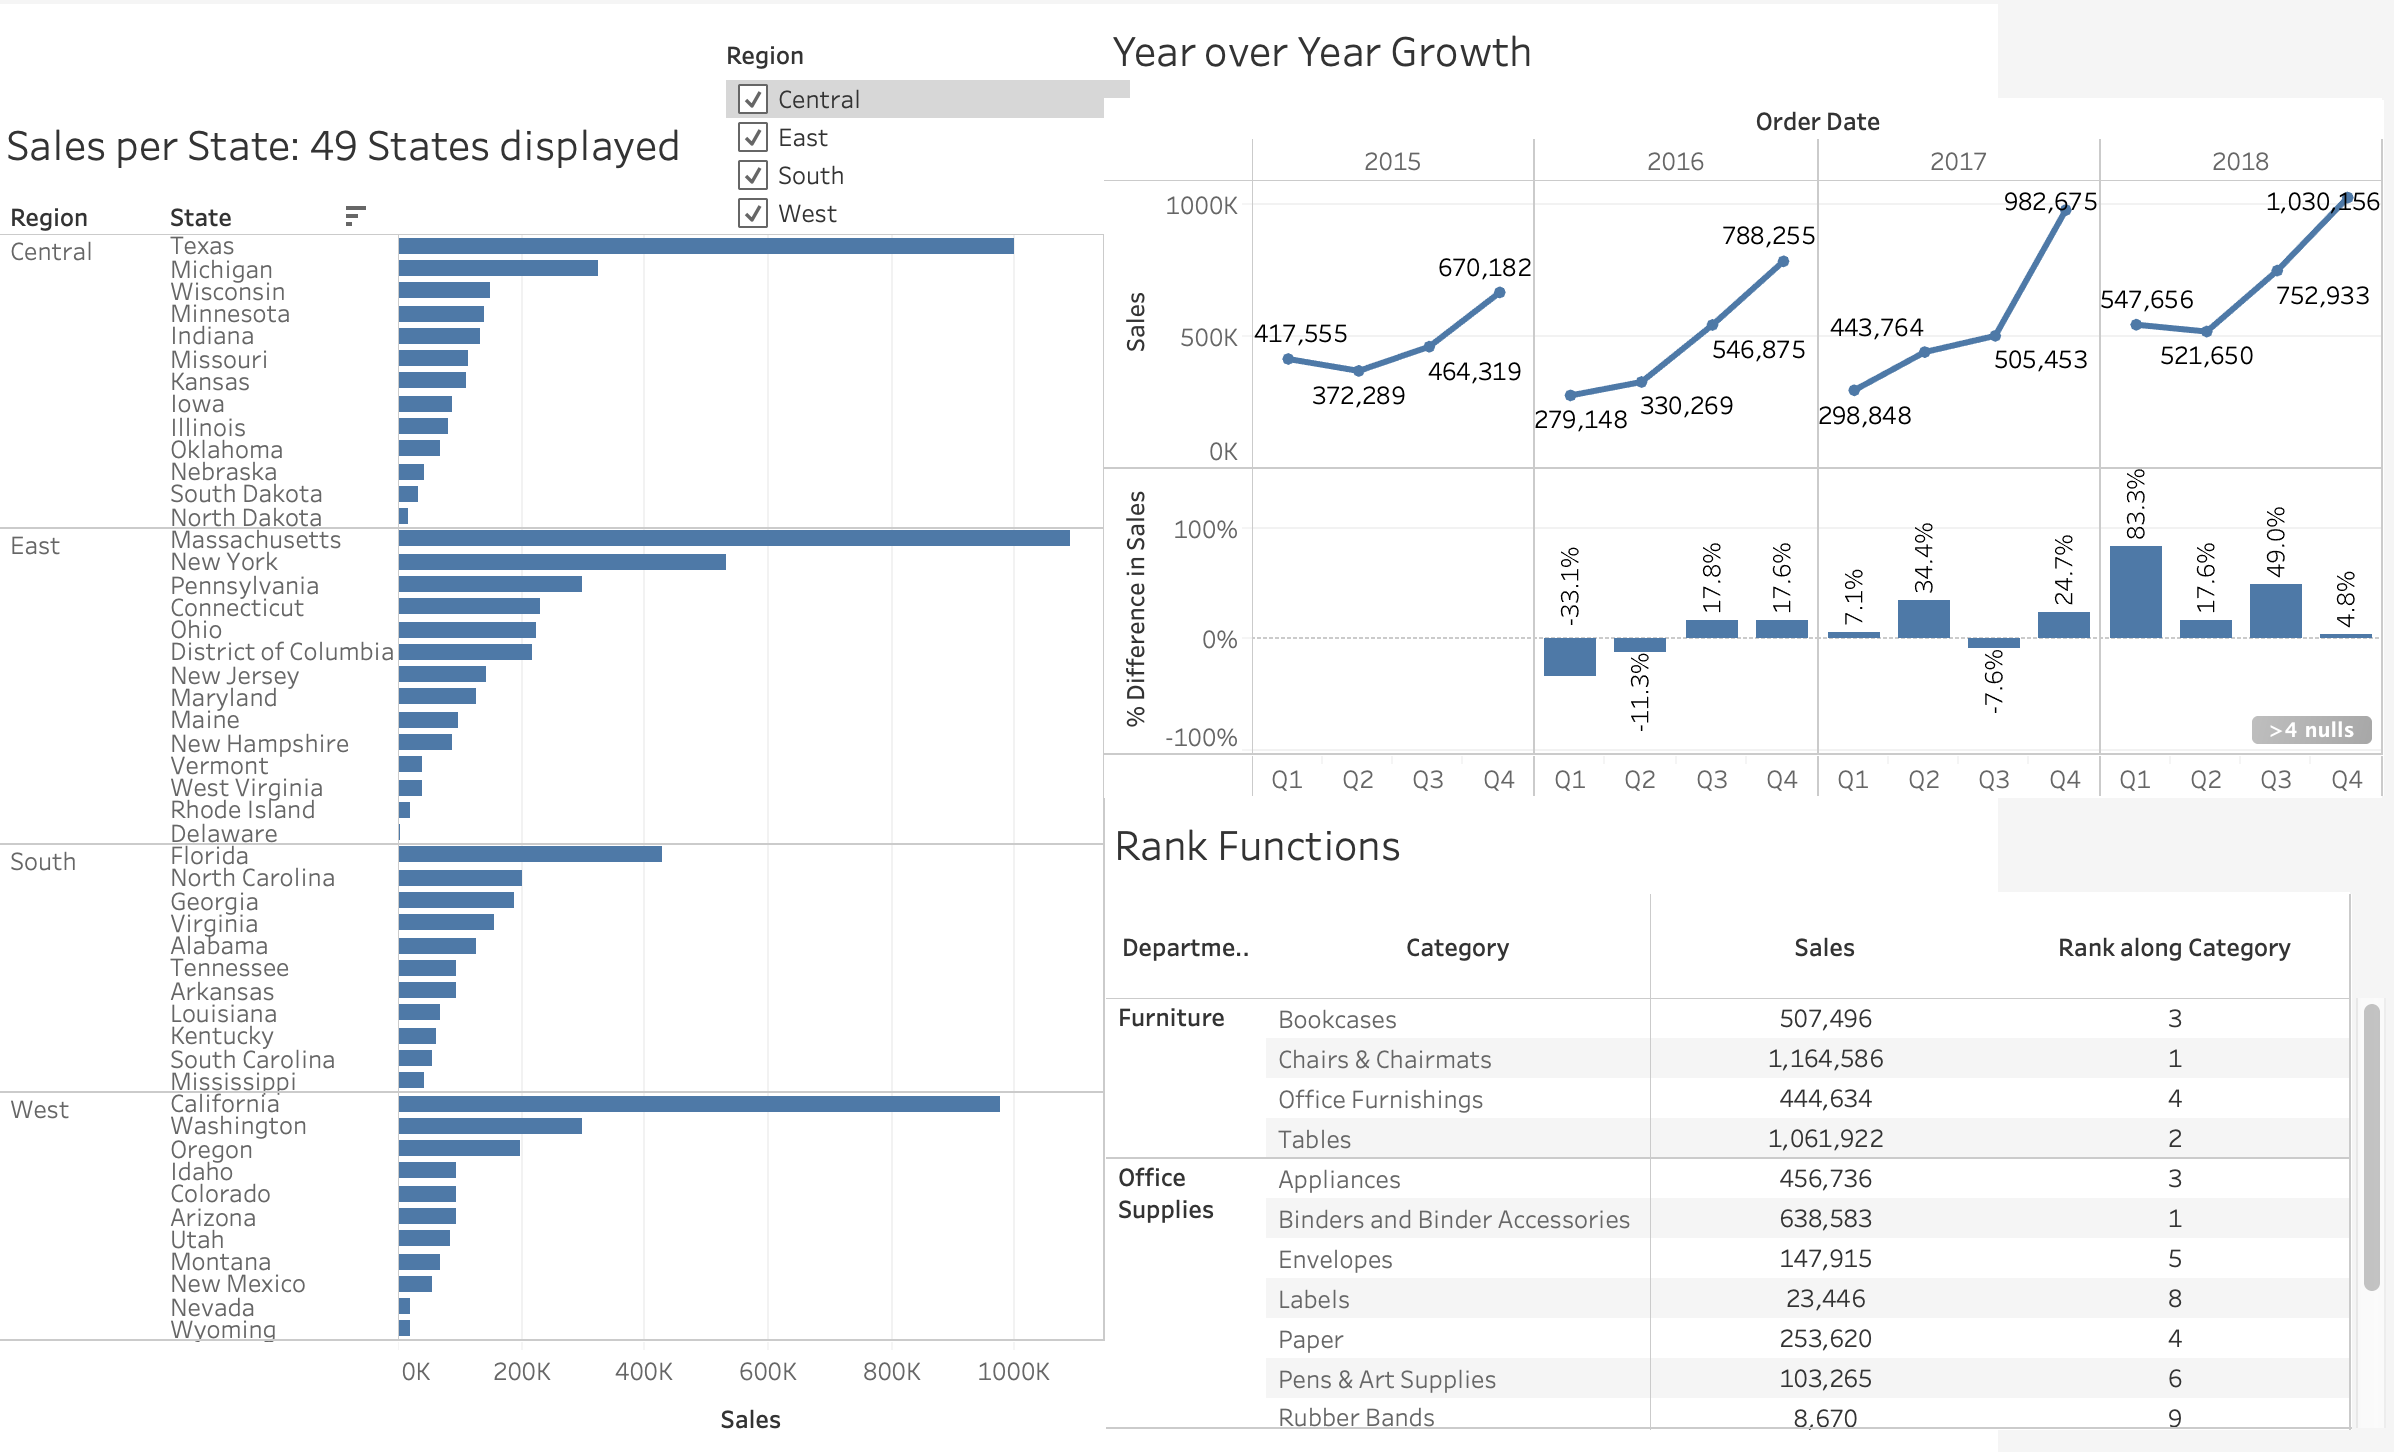 Region
Central
East
South
West
Sales per State: 49 States displayed
Region State
Central Texas
Michigan
Wisconsin
Minnesota
Indiana
Missouri
Kansas
Iowa
Illinois
Oklahoma
Nebraska
South Dakota
North Dakota
East Massachusetts
New York
Pennsylvania
Connecticut
Ohio
District of Columbia
New Jersey
Maryland
Maine
New Hampshire
Vermont
West Virginia
Rhode Island
Delaware
South Florida
North Carolina
Georgia
Virginia
Alabama
Tennessee
Arkansas
Louisiana
Kentucky
South Carolina
Mississippi
West California
Washington
Oregon
Idaho
Colorado
Arizona
Utah
Montana
New Mexico
Nevada
Wyoming
0K 200K 400K 600K 800K 1000K
Sales
Year over Year Growth
Order Date
2015 2016 2017 2018
Sales
1000K
500K
0K
417,555 372,289 464,319 670,182
279,148 330,269 546,875 788,255
298,848 443,764 505,453 982,675
547,656 521,650 752,933 1,030,156
% Difference in Sales
100%
0%
-100%
-33.1% -11.3% 17.8% 17.6%
7.1% 34.4% -7.6% 24.7%
83.3% 17.6% 49.0% 4.8%
>4 nulls
Q1 Q2 Q3 Q4 Q1 Q2 Q3 Q4 Q1 Q2 Q3 Q4 Q1 Q2 Q3 Q4
Rank Functions
Departme.. Category Sales Rank along Category
Furniture Bookcases 507,496 3
Chairs & Chairmats 1,164,586 1
Office Furnishings 444,634 4
Tables 1,061,922 2
Office Supplies Appliances 456,736 3
Binders and Binder Accessories 638,583 1
Envelopes 147,915 5
Labels 23,446 8
Paper 253,620 4
Pens & Art Supplies 103,265 6
Rubber Bands 8,670 9